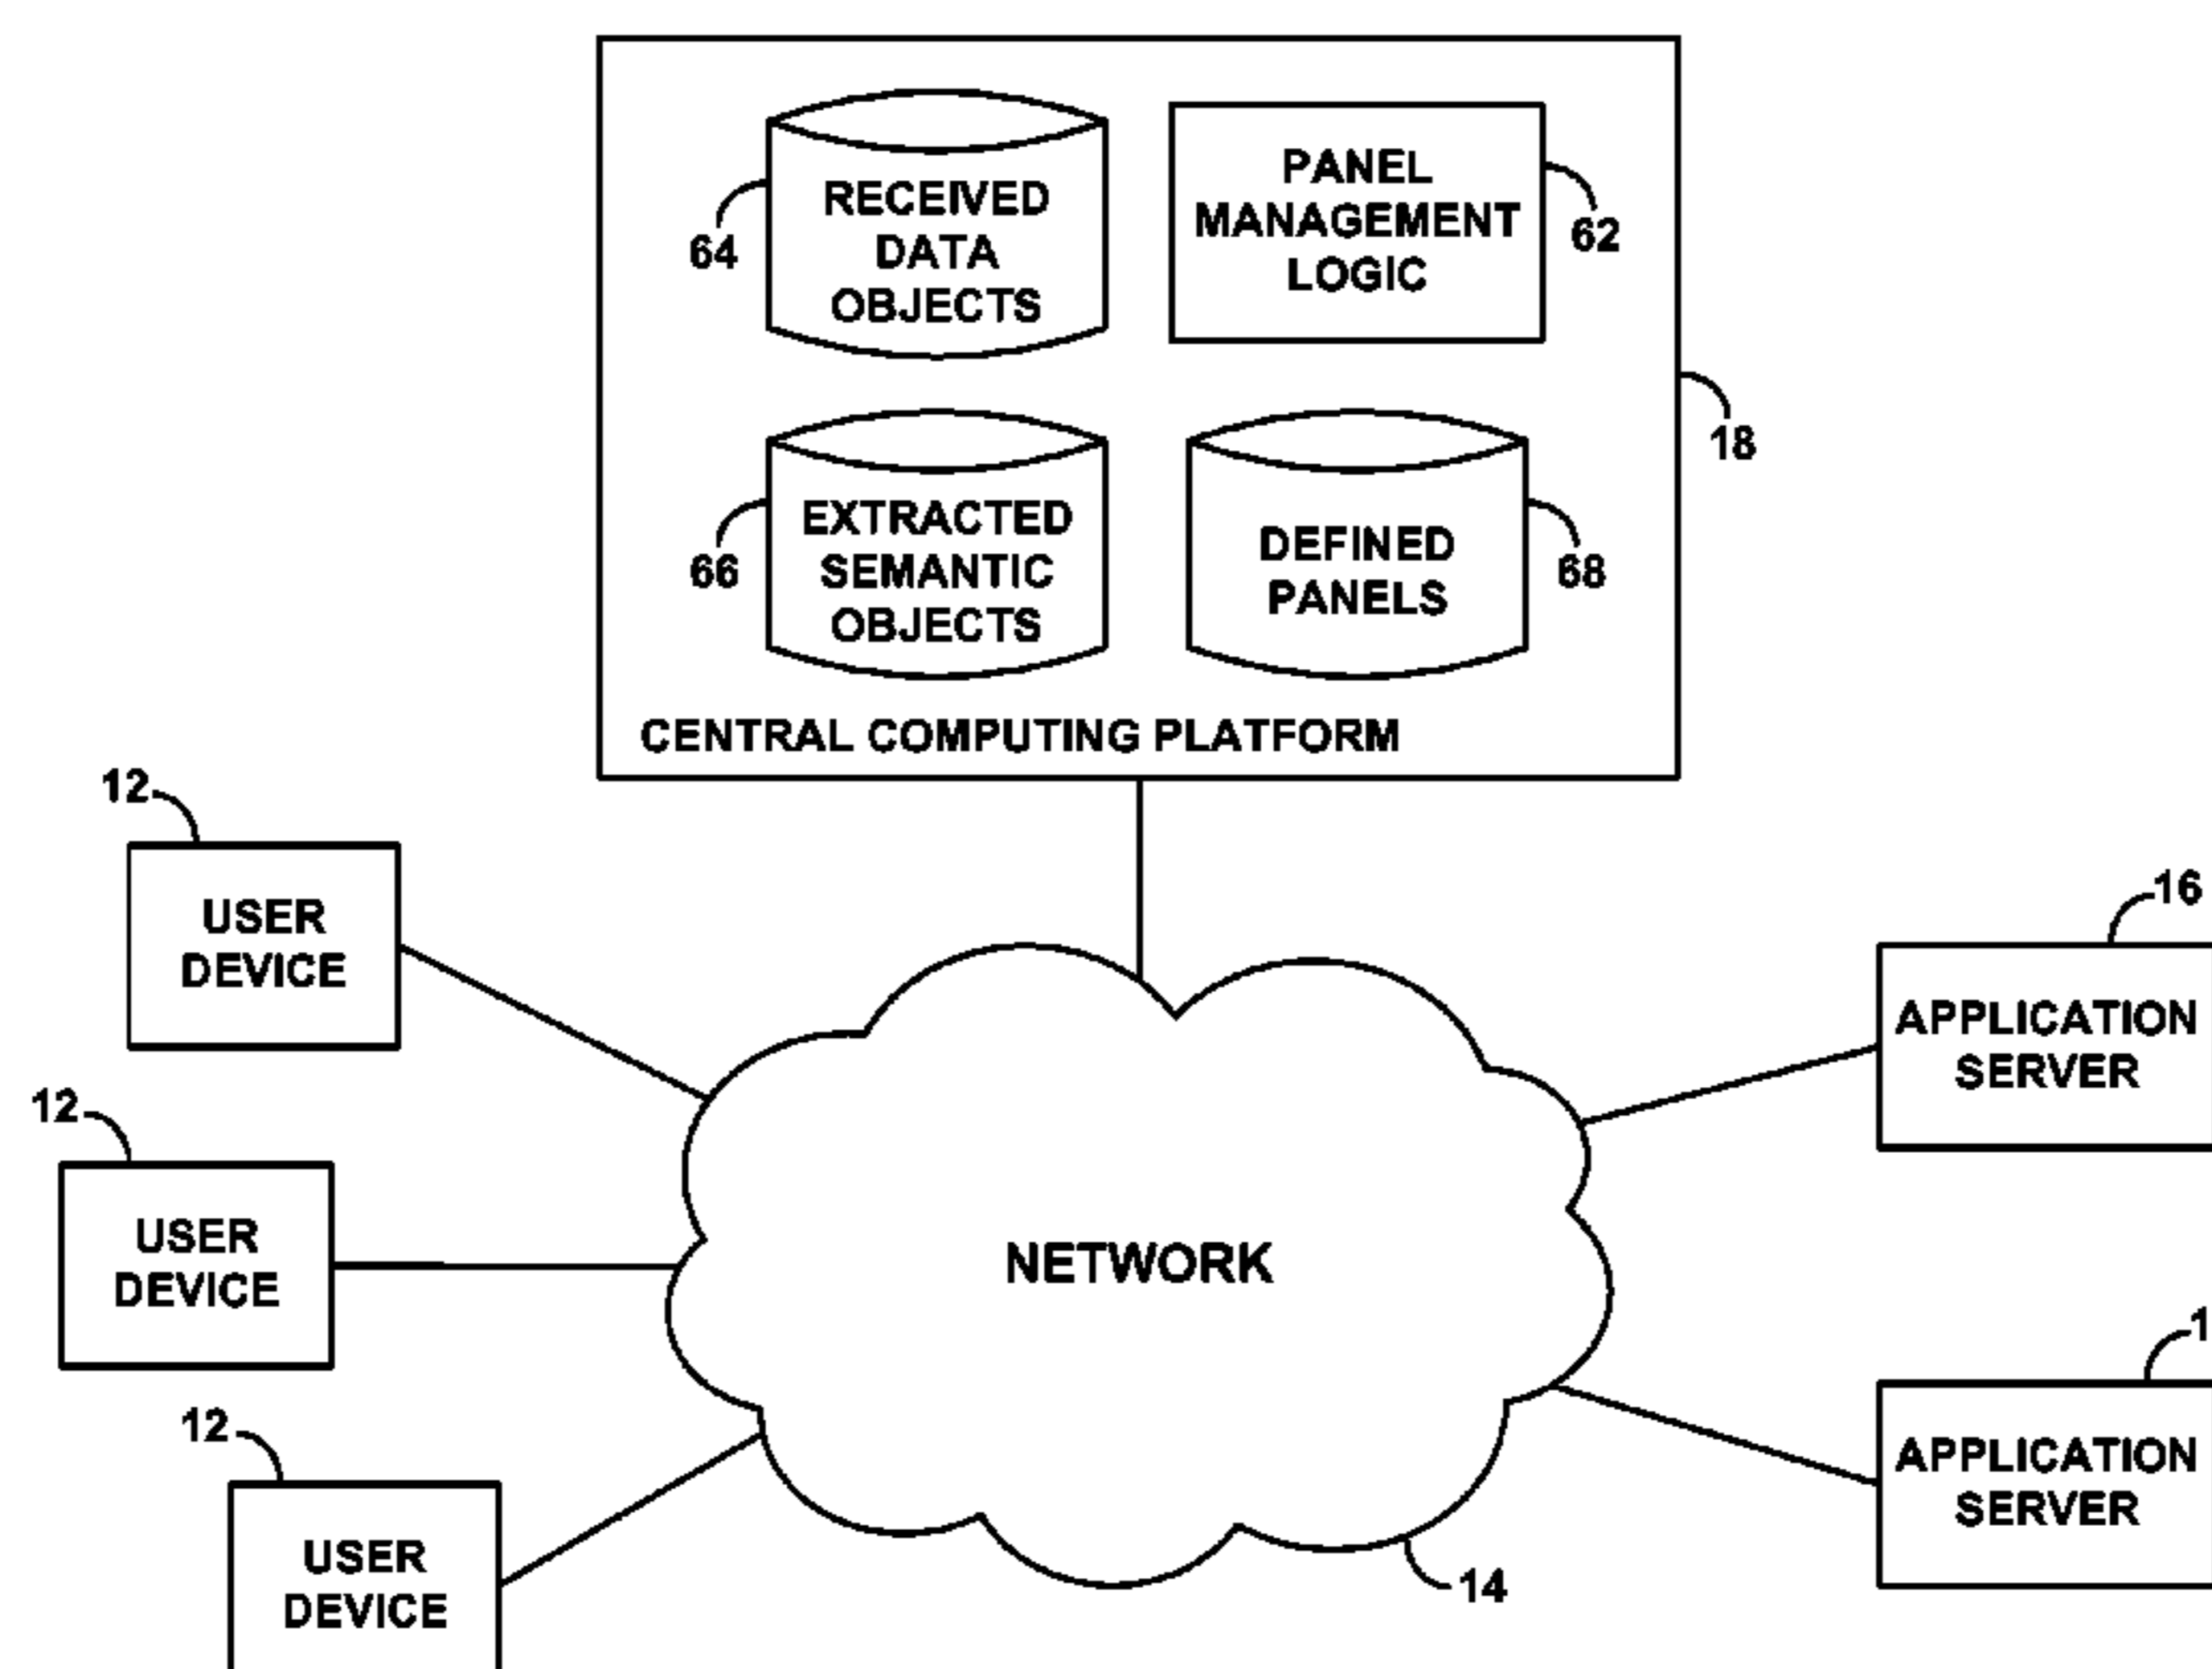 RECEIVED
DATA
OBJECTS
64
PANEL
MANAGEMENT
LOGIC
62
18
EXTRACTED
SEMANTIC
OBJECTS
66
DEFINED
PANELS
68
CENTRAL COMPUTING PLATFORM
12
USER
DEVICE
16
APPLICATION
SERVER
12
USER
DEVICE
NETWORK
14
12
USER
DEVICE
APPLICATION
SERVER